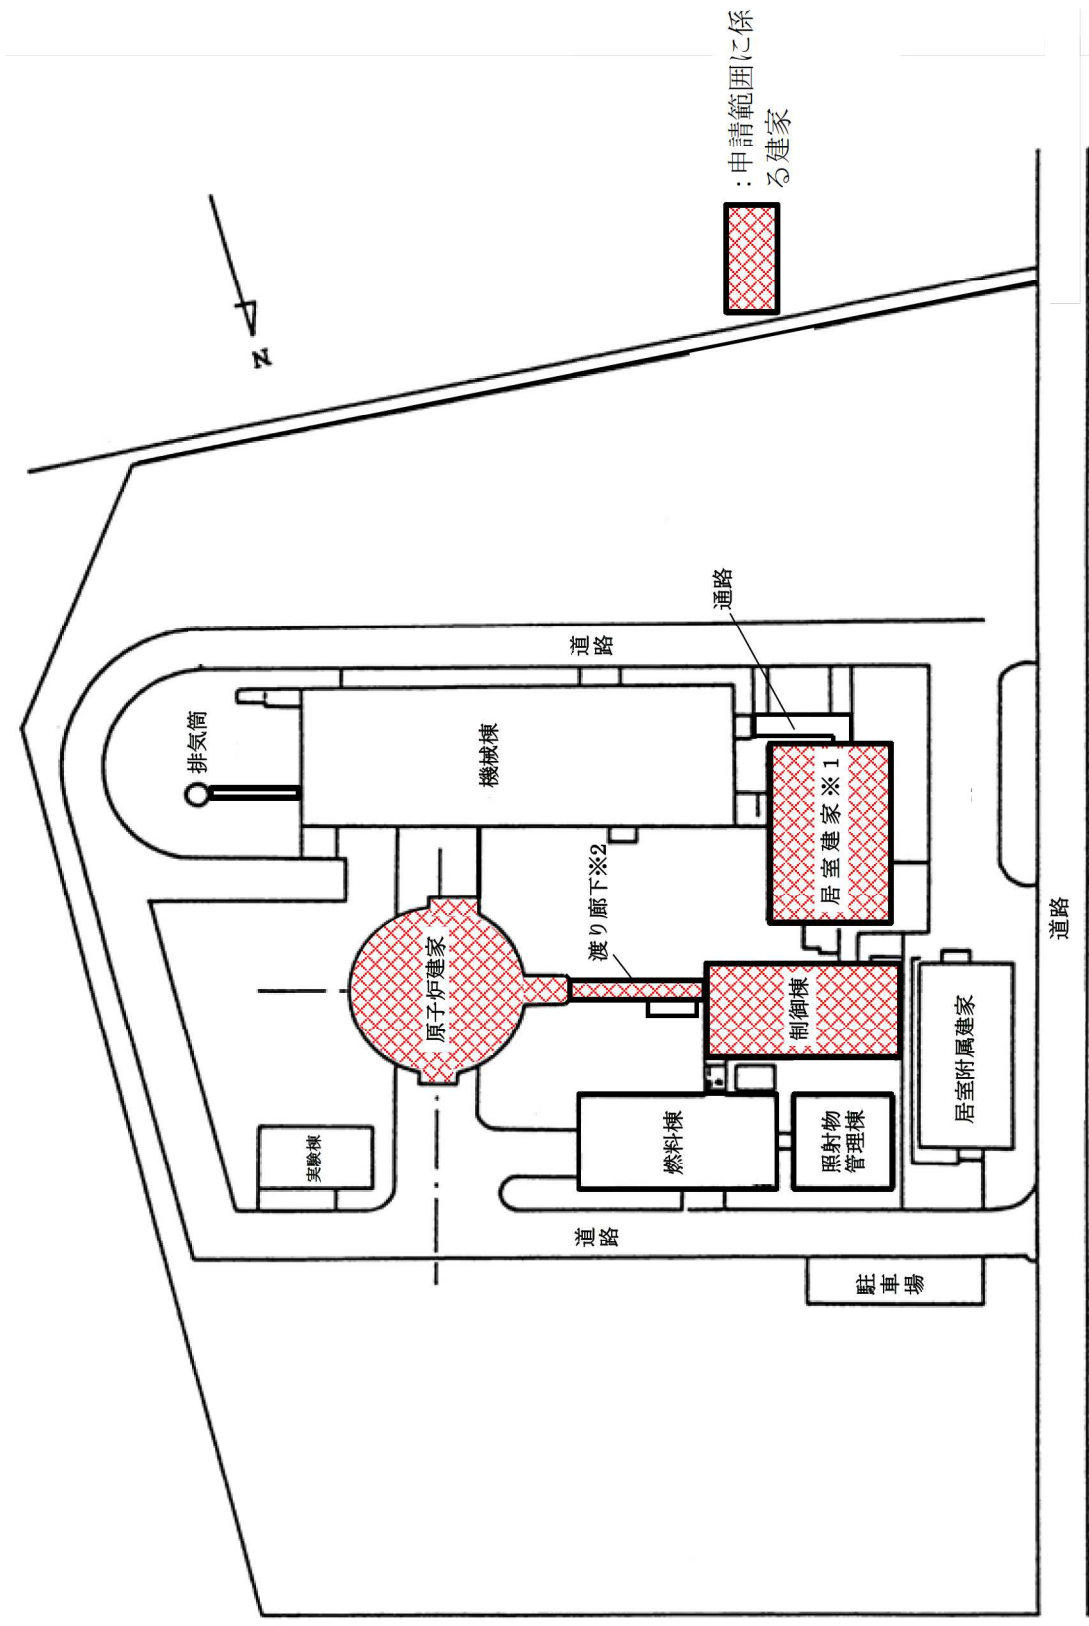 ：申請範囲に係
る建家
N
通路
道
路
排気筒
機械棟
居室建家※１
渡り廊下※2
原子炉建家
制御棟
道路
居室附属建家
実験棟
燃料棟
照射物
管理棟
道
路
駐
車
場